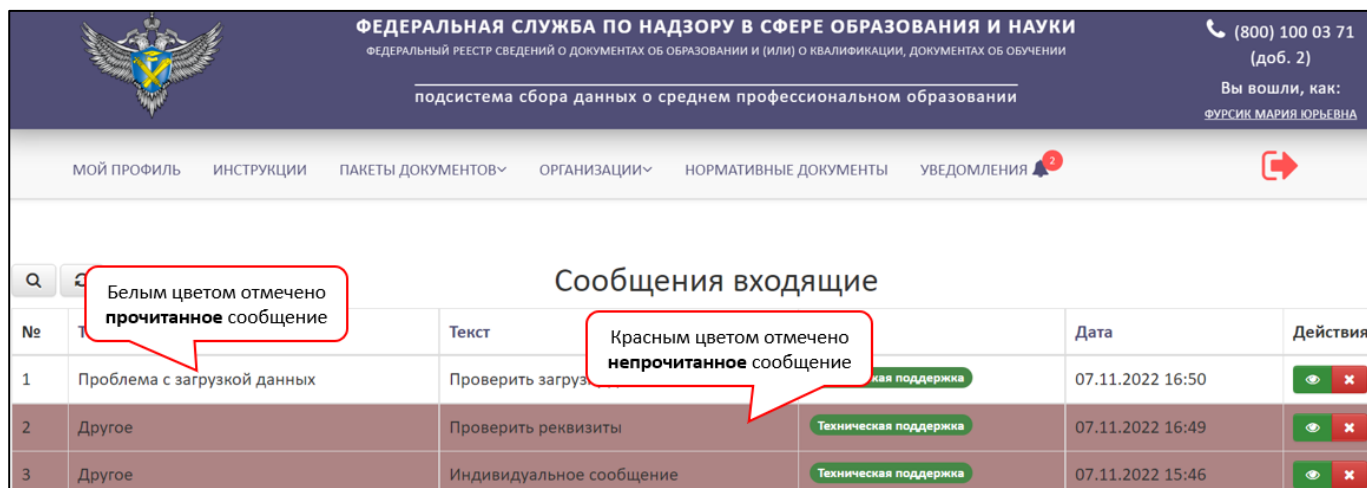 ФЕДЕРАЛЬНАЯ СЛУЖБА ПО НАДЗОРУ В СФЕРЕ ОБРАЗОВАНИЯ И НАУКИ
ФЕДЕРАЛЬНЫЙ РЕЕСТР СВЕДЕНИЙ О ДОКУМЕНТАХ ОБ ОБРАЗОВАНИИ И (ИЛИ) О КВАЛИФИКАЦИИ, ДОКУМЕНТАХ ОБ ОБУЧЕНИИ
подсистема сбора данных о среднем профессиональном образовании
(800) 100 03 71
(доб. 2)
Вы вошли, как:
ФУРСИК МАРИЯ ЮРЬЕВНА
МОЙ ПРОФИЛЬ ИНСТРУКЦИИ ПАКЕТЫ ДОКУМЕНТОВ ОРГАНИЗАЦИИ НОРМАТИВНЫЕ ДОКУМЕНТЫ УВЕДОМЛЕНИЯ 2
Сообщения входящие
Белым цветом отмечено
прочитанное сообщение
Красным цветом отмечено
непрочитанное сообщение
№ Текст Дата Действия
1 Проблема с загрузкой данных Проверить поддержка 07.11.2022 16:50
2 Другое Проверить реквизиты Техническая поддержка 07.11.2022 16:49
3 Другое Индивидуальное сообщение Техническая поддержка 07.11.2022 15:46